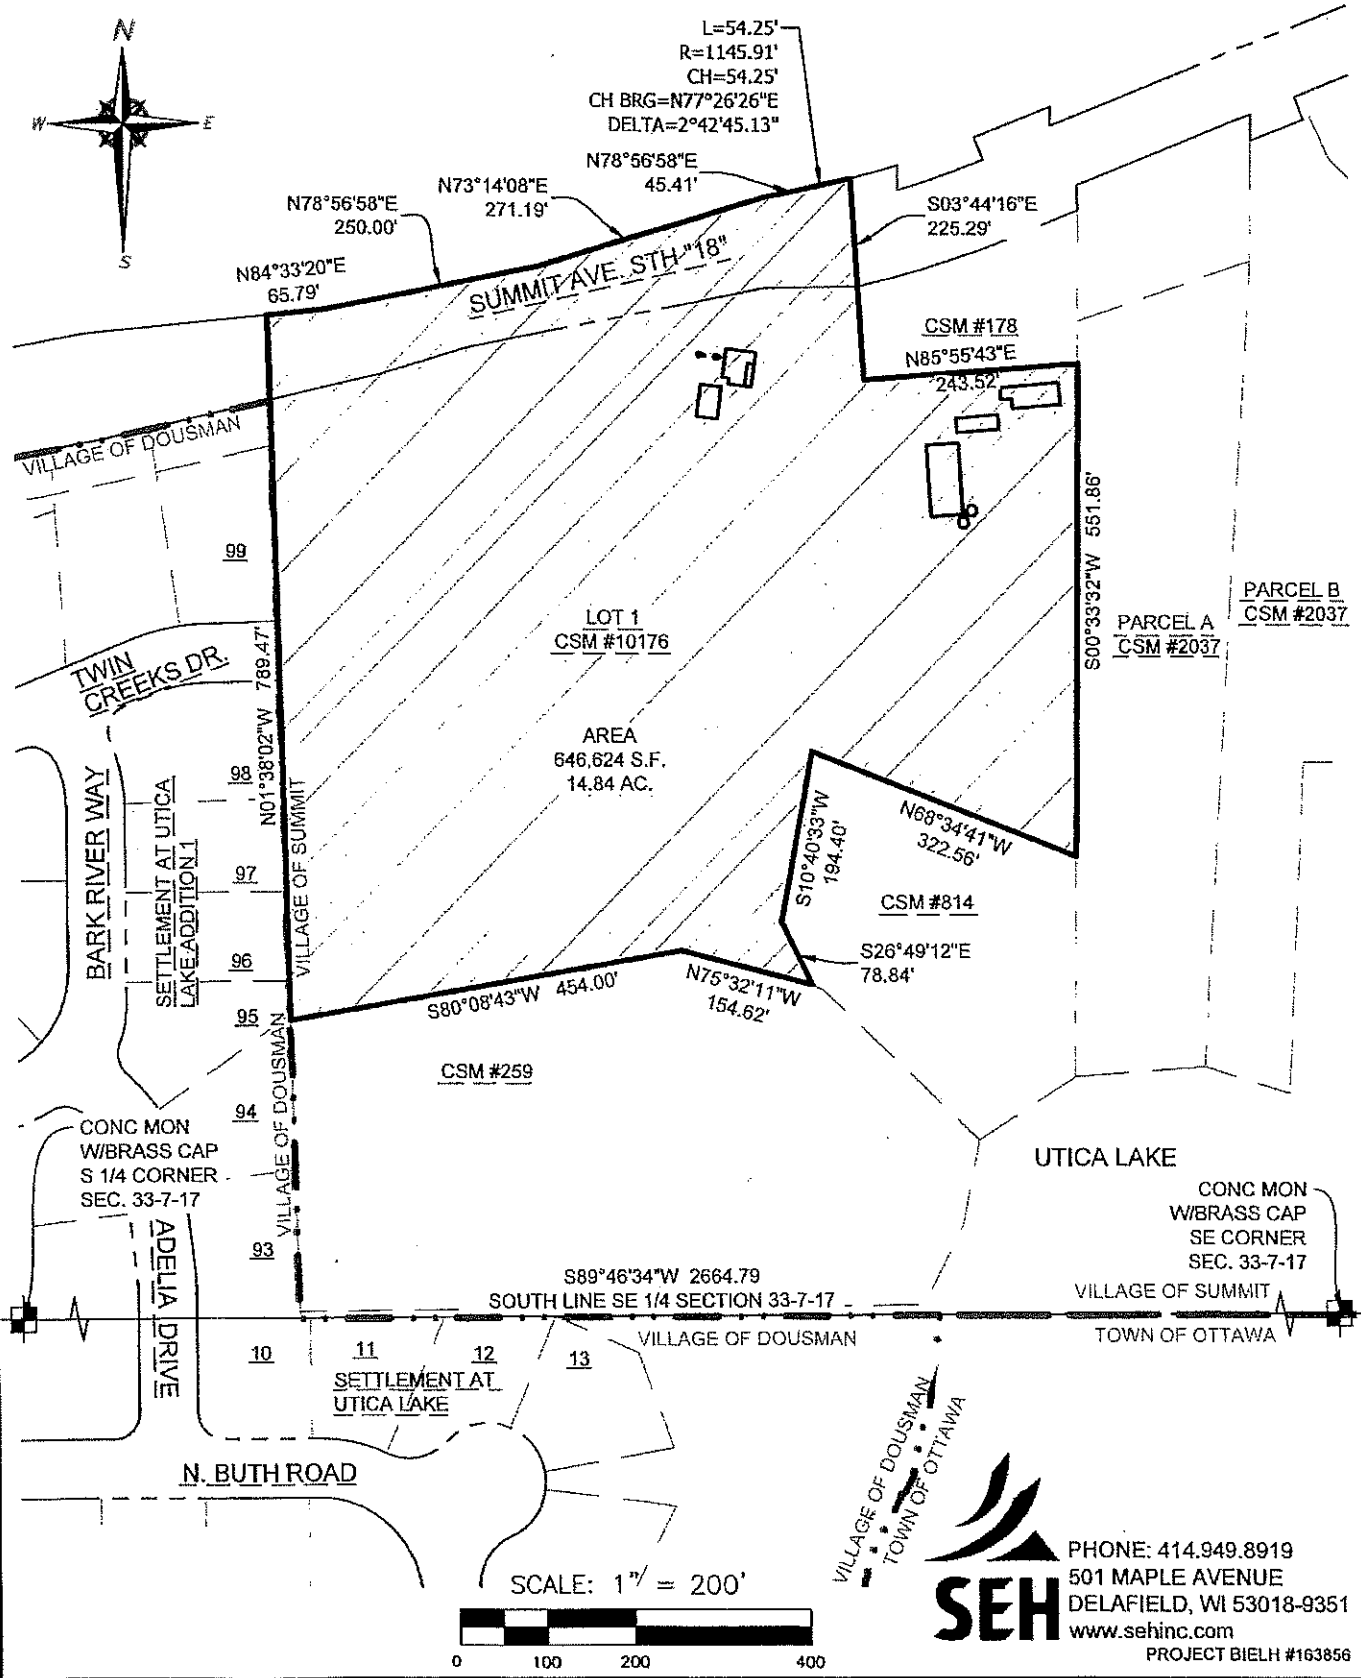 N
W
E
S
L=54.25'
R=1145.91'
CH=54.25'
CH BRG=N77°26'26"E
DELTA=2°42'45.13"
N78°56'58"E
45.41'
N73°14'08"E
271.19'
N78°56'58"E
250.00'
N84°33'20"E
65.79'
S03°44'16"E
225.29'
SUMMIT AVE. STH "18"
CSM #178
N85°55'43"E
243.52'
VILLAGE OF DOUSMAN
99
S00°33'32"W 551.86'
LOT 1
CSM #10176
PARCEL A
CSM #2037
PARCEL B
CSM #2037
TWIN
CREEKS DR.
N01°38'02"W 789.47'
AREA
646,624 S.F.
14.84 AC.
BARK RIVER WAY
SETTLEMENT AT UTICA
LAKE ADDITION 1
98
97
96
95
VILLAGE OF SUMMIT
S10°40'33"W
194.40'
N68°34'41"W
322.56'
CSM #814
S26°49'12"E
78.84'
N75°32'11"W
154.62'
S80°08'43"W 454.00'
CSM #259
VILLAGE OF DOUSMAN
94
CONC MON
W/BRASS CAP
S 1/4 CORNER
SEC. 33-7-17
UTICA LAKE
CONC MON
W/BRASS CAP
SE CORNER
SEC. 33-7-17
93
ADELIA DRIVE
S89°46'34"W 2664.79
SOUTH LINE SE 1/4 SECTION 33-7-17
VILLAGE OF SUMMIT
VILLAGE OF DOUSMAN
TOWN OF OTTAWA
10
11
12
13
SETTLEMENT AT
UTICA LAKE
N. BUTH ROAD
VILLAGE OF DOUSMAN
TOWN OF OTTAWA
SCALE: 1" = 200'
0 100 200 400
SEH
PHONE: 414.949.8919
501 MAPLE AVENUE
DELAFIELD, WI 53018-9351
www.sehinc.com
PROJECT BIELH #163856